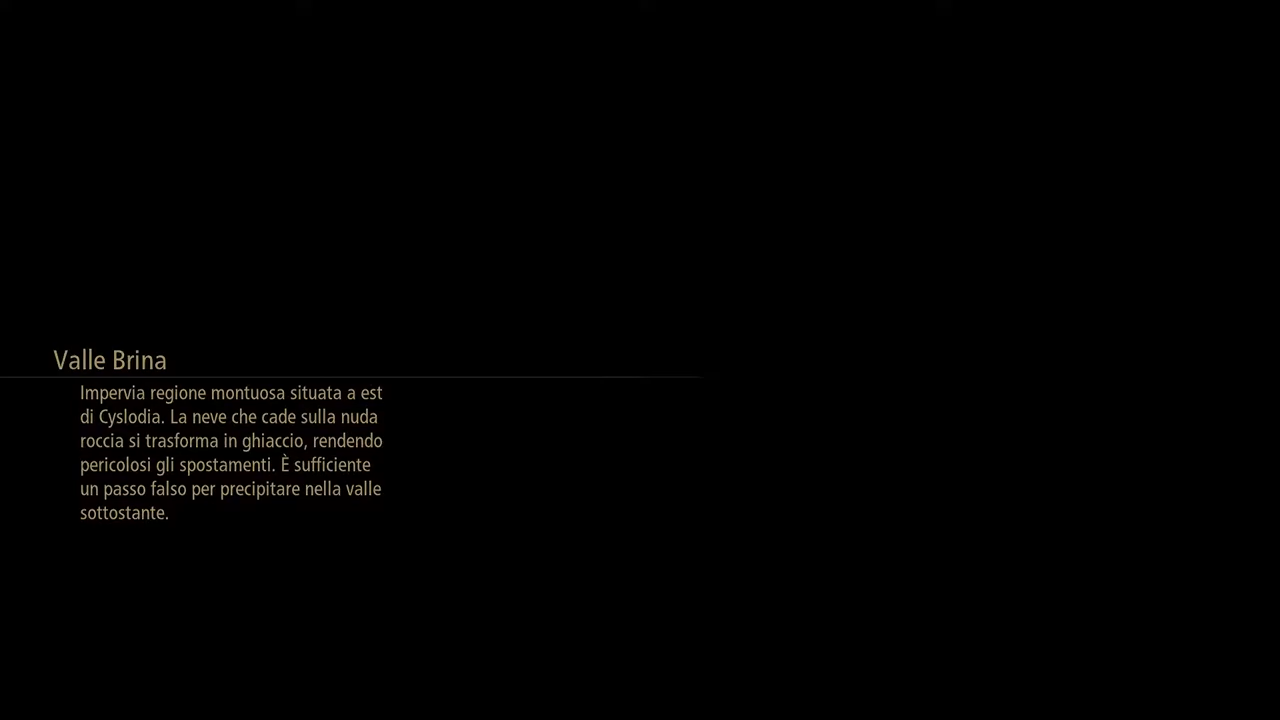 Valle Brina
Impervia regione montuosa situata a est
di Cyslodia. La neve che cade sulla nuda
roccia si trasforma in ghiaccio, rendendo
pericolosi gli spostamenti. È sufficiente
un passo falso per precipitare nella valle
sottostante.